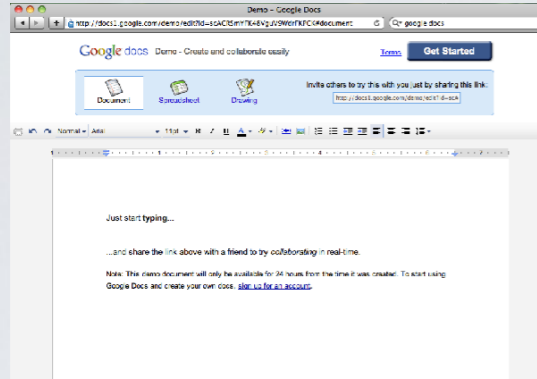 Demo – Google Docs
google docs
Google docs Demo - Create and collaborate easily
Terms
Get Started
Document
Spreadsheet
Drawing
Invite others to try this with you just by sharing this link:
Normal
Arial
11pt
B I U A
Just start typing...
...and share the link above with a friend to try collaborating in real-time.
Note: This demo document will only be available for 24 hours from the time it was created. To start using
Google Docs and create your own docs, sign up for an account.